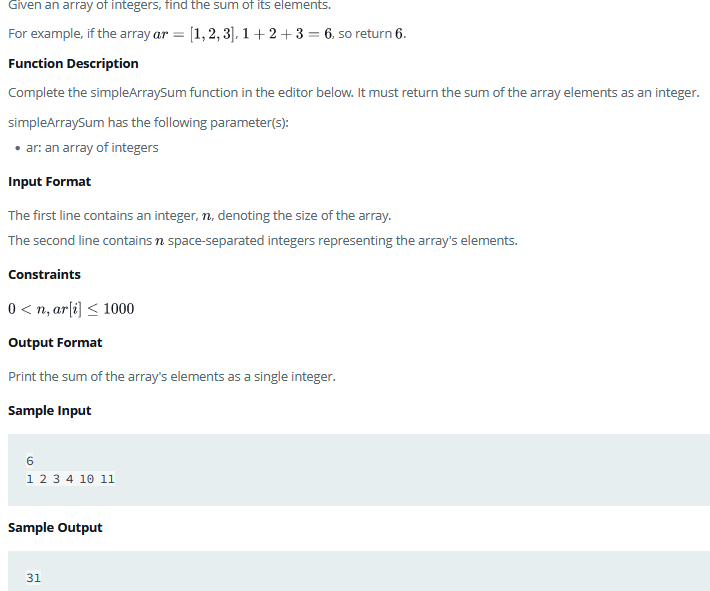 Given an array of integers, find the sum of its elements.
For example, if the array ar = [1, 2, 3], 1 + 2 + 3 = 6, so return 6.
Function Description
Complete the simpleArraySum function in the editor below. It must return the sum of the array elements as an integer.
simpleArraySum has the following parameter(s):
• ar: an array of integers
Input Format
The first line contains an integer, n, denoting the size of the array.
The second line contains n space-separated integers representing the array's elements.
Constraints
0 < n, ar[i] ≤ 1000
Output Format
Print the sum of the array's elements as a single integer.
Sample Input
6
1 2 3 4 10 11
Sample Output
31